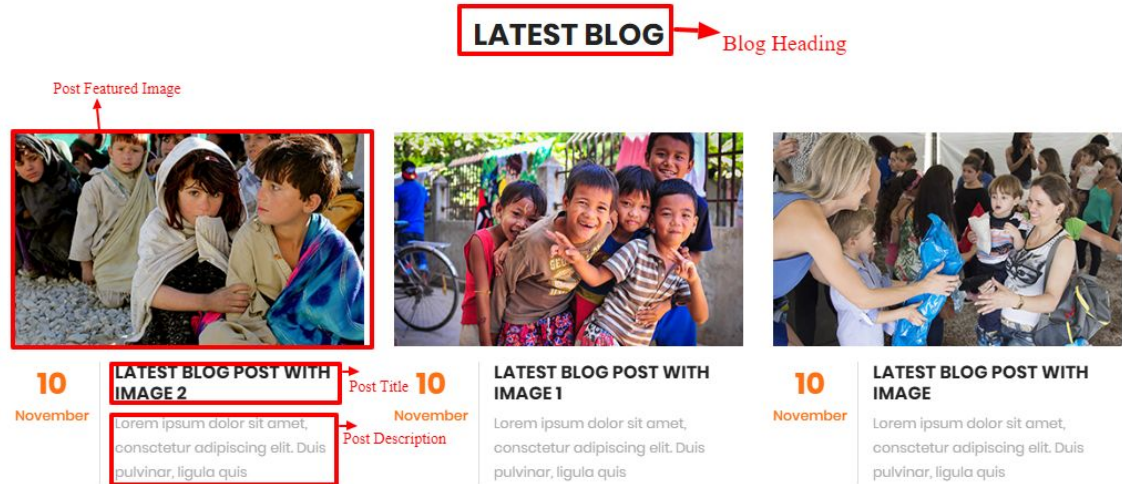 LATEST BLOG
Blog Heading
Post Featured Image
10
November
LATEST BLOG POST WITH
IMAGE 2
Post Title
Lorem ipsum dolor sit amet,
consctetur adipiscing elit. Duis
pulvinar, ligula quis
Post Description
10
November
LATEST BLOG POST WITH
IMAGE 1
Lorem ipsum dolor sit amet,
consctetur adipiscing elit. Duis
pulvinar, ligula quis
10
November
LATEST BLOG POST WITH
IMAGE
Lorem ipsum dolor sit amet,
consctetur adipiscing elit. Duis
pulvinar, ligula quis